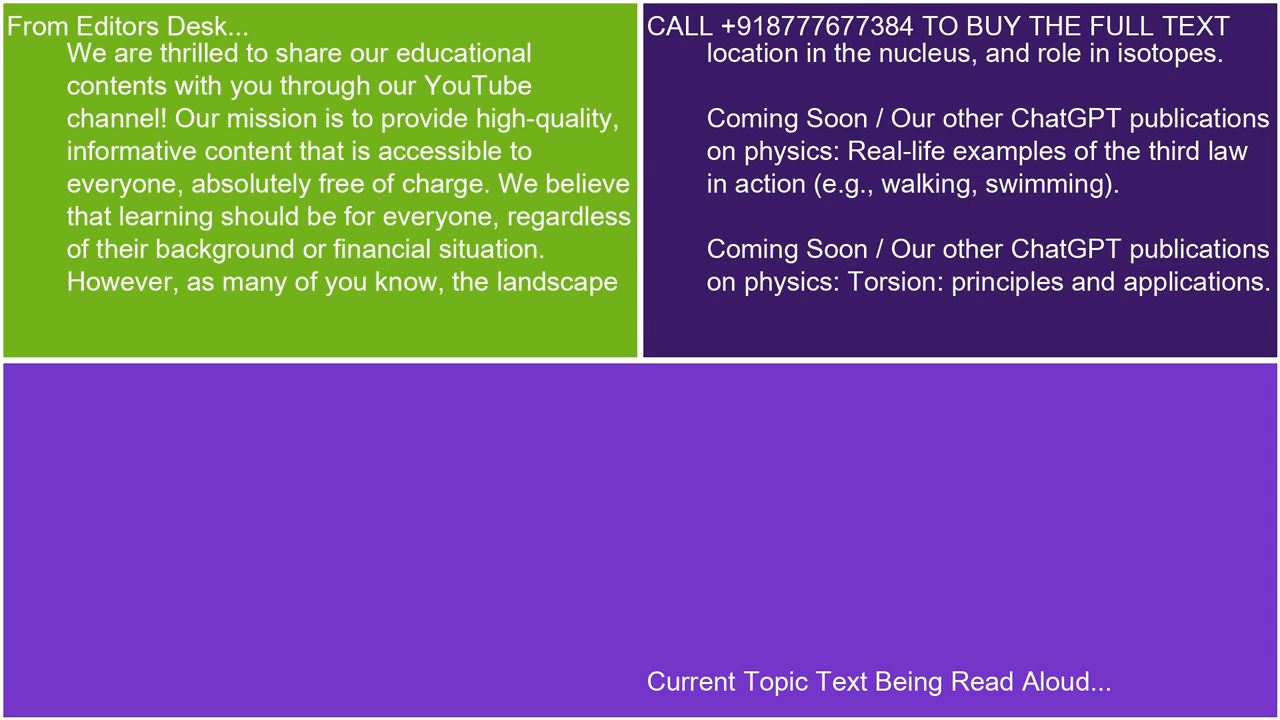 From Editors Desk...
We are thrilled to share our educational
contents with you through our YouTube
channel! Our mission is to provide high-quality,
informative content that is accessible to
everyone, absolutely free of charge. We believe
that learning should be for everyone, regardless
of their background or financial situation.
However, as many of you know, the landscape
CALL +918777677384 TO BUY THE FULL TEXT
location in the nucleus, and role in isotopes.
Coming Soon / Our other ChatGPT publications
on physics: Real-life examples of the third law
in action (e.g., walking, swimming).
Coming Soon / Our other ChatGPT publications
on physics: Torsion: principles and applications.
Current Topic Text Being Read Aloud...